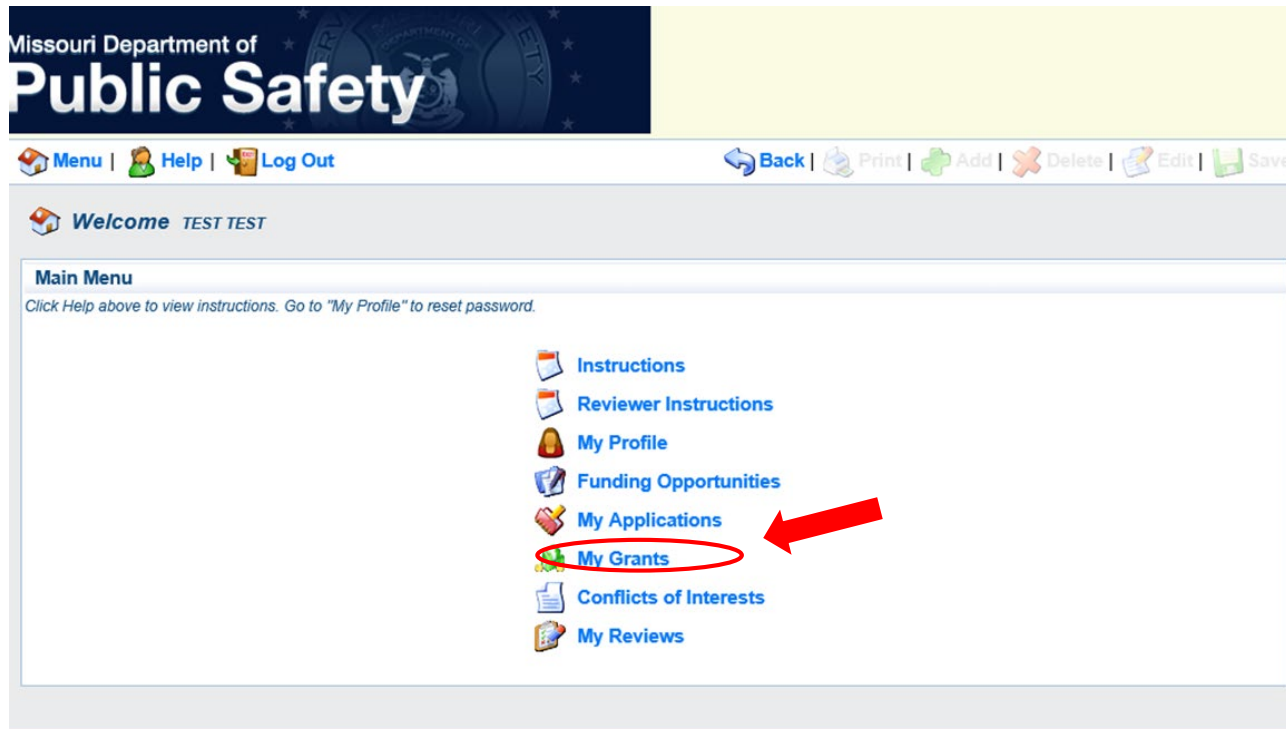 Missouri Department of
Public Safety
Menu | Help | Log Out
Back | Print | Add | Delete | Edit | Save
Welcome TEST TEST
Main Menu
Click Help above to view instructions. Go to "My Profile" to reset password.
Instructions
Reviewer Instructions
My Profile
Funding Opportunities
My Applications
My Grants
Conflicts of Interests
My Reviews